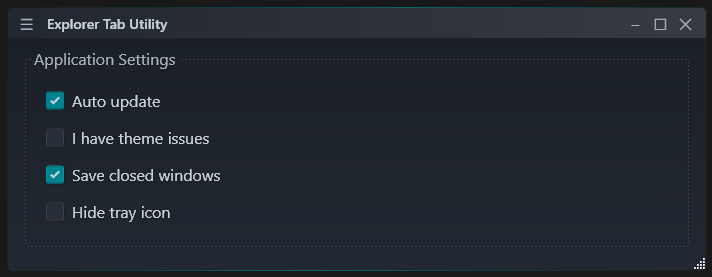 Explorer Tab Utility
Application Settings
Auto update
I have theme issues
Save closed windows
Hide tray icon